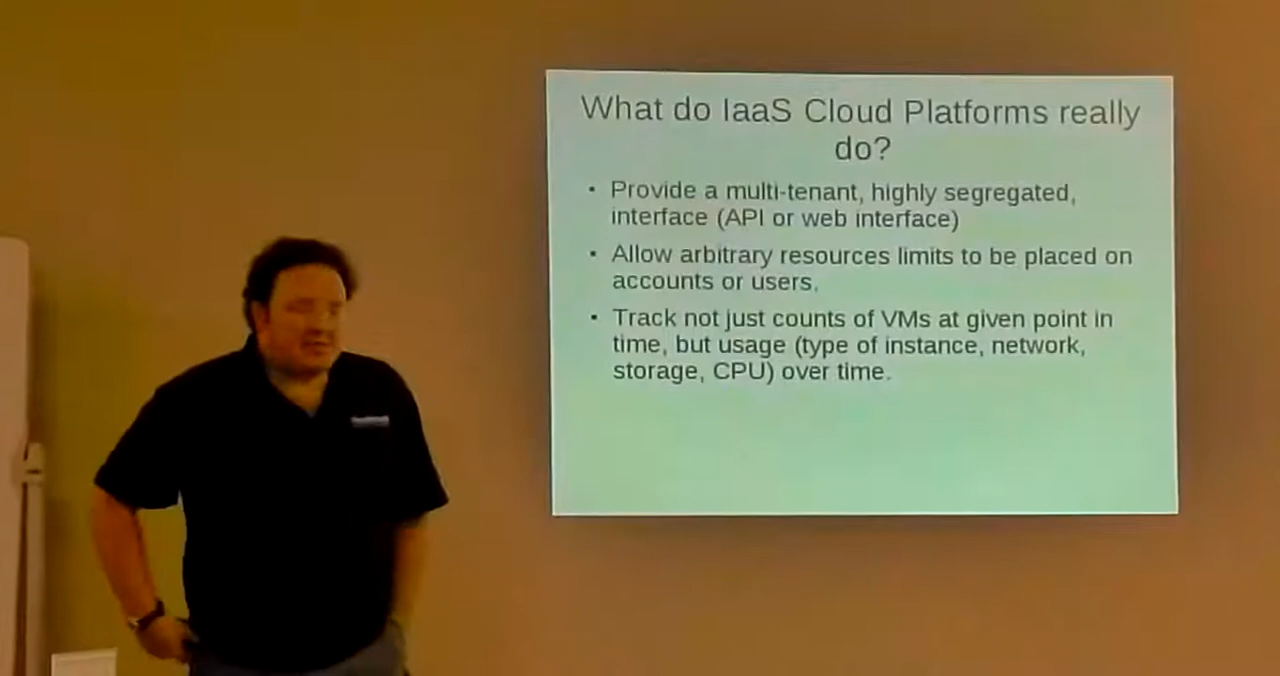 What do IaaS Cloud Platforms really
do?
• Provide a multi-tenant, highly segregated,
interface (API or web interface)
• Allow arbitrary resources limits to be placed on
accounts or users.
• Track not just counts of VMs at given point in
time, but usage (type of instance, network,
storage, CPU) over time.